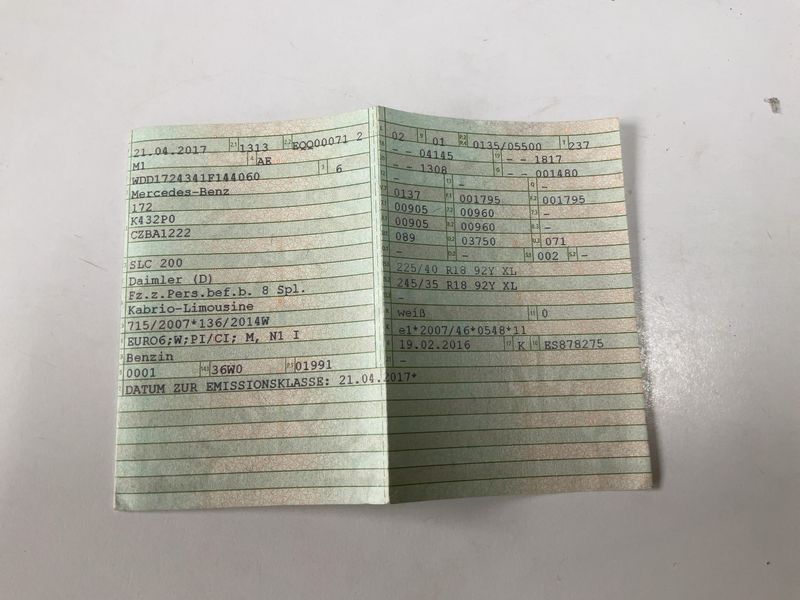 21.04.2017 1313 EQQ00071 2
M1 AE
WDD1724341F144060 6
Mercedes-Benz
172
K432P0
CZBA1222
SLC 200
Daimler (D)
Fz.z.Pers.bef.b. 8 Spl.
Kabrio-Limousine
715/2007*136/2014W
EURO6;W;PI/CI; M, N1 I
Benzin
0001 36W0 01991
DATUM ZUR EMISSIONSKLASSE: 21.04.2017*
02 01 0135/05500 237
- - 04145 - - 1817
- - 1308 - 001480
- - -
0137 001795 001795
00905 00960 -
00905 00960 -
089 03750 071
- - 002 -
225/40 R18 92Y XL
245/35 R18 92Y XL
-
weiß 0
e1*2007/46*0548*11
19.02.2016 K ES878275
-